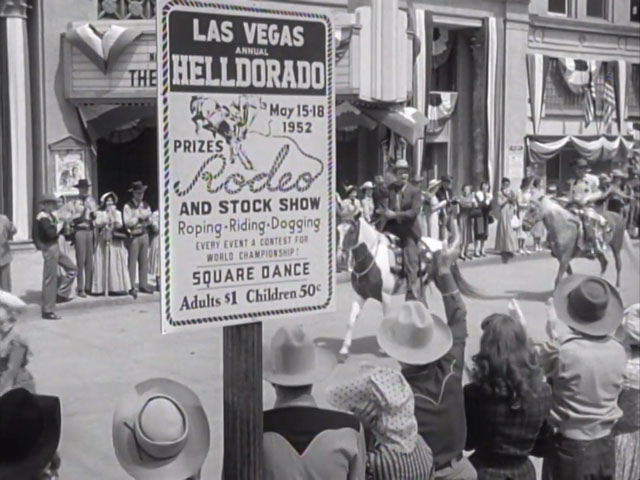 LAS VEGAS
ANNUAL
HELLDORADO
May 15-18
1952
PRIZES
Rodeo
AND STOCK SHOW
Roping-Riding-Dogging
EVERY EVENT A CONTEST FOR
WORLD CHAMPIONSHIP!
SQUARE DANCE
Adults $1 Children 50¢
THE